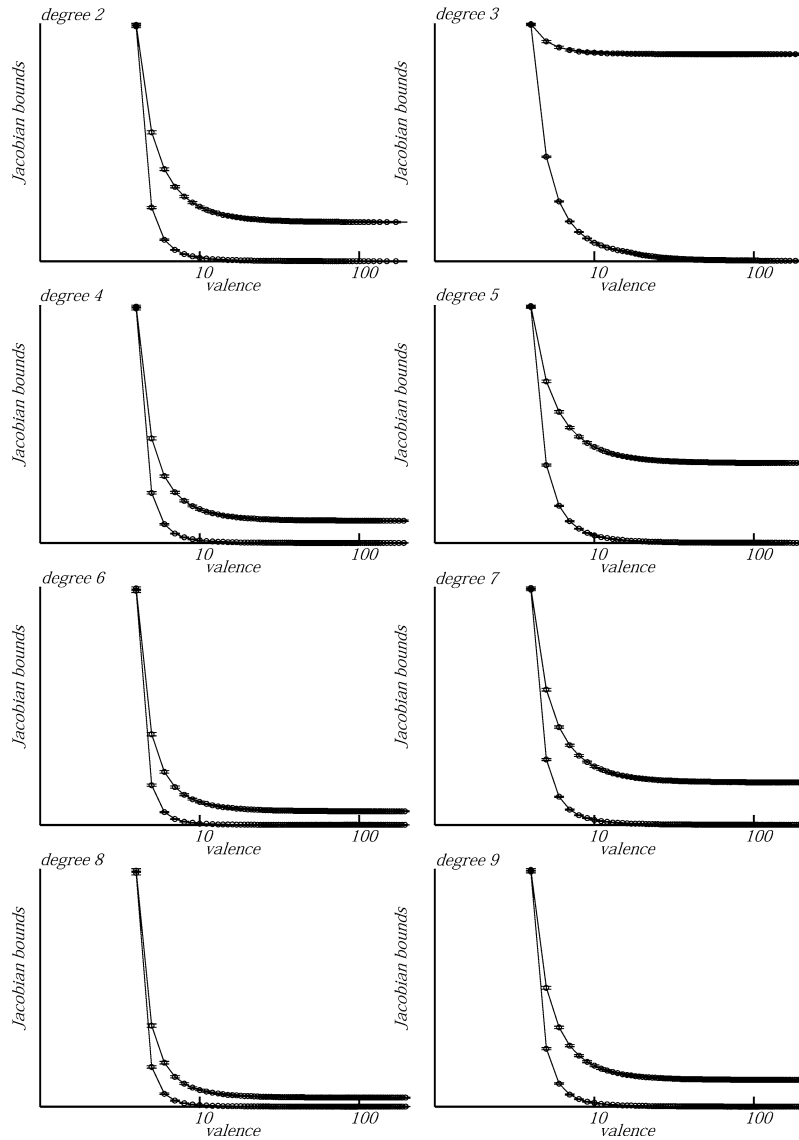 degree 2
Jacobian bounds
10
100
valence
degree 3
Jacobian bounds
10
100
valence
degree 4
Jacobian bounds
10
100
valence
degree 5
Jacobian bounds
10
100
valence
degree 6
Jacobian bounds
10
100
valence
degree 7
Jacobian bounds
10
100
valence
degree 8
Jacobian bounds
10
100
valence
degree 9
Jacobian bounds
10
100
valence